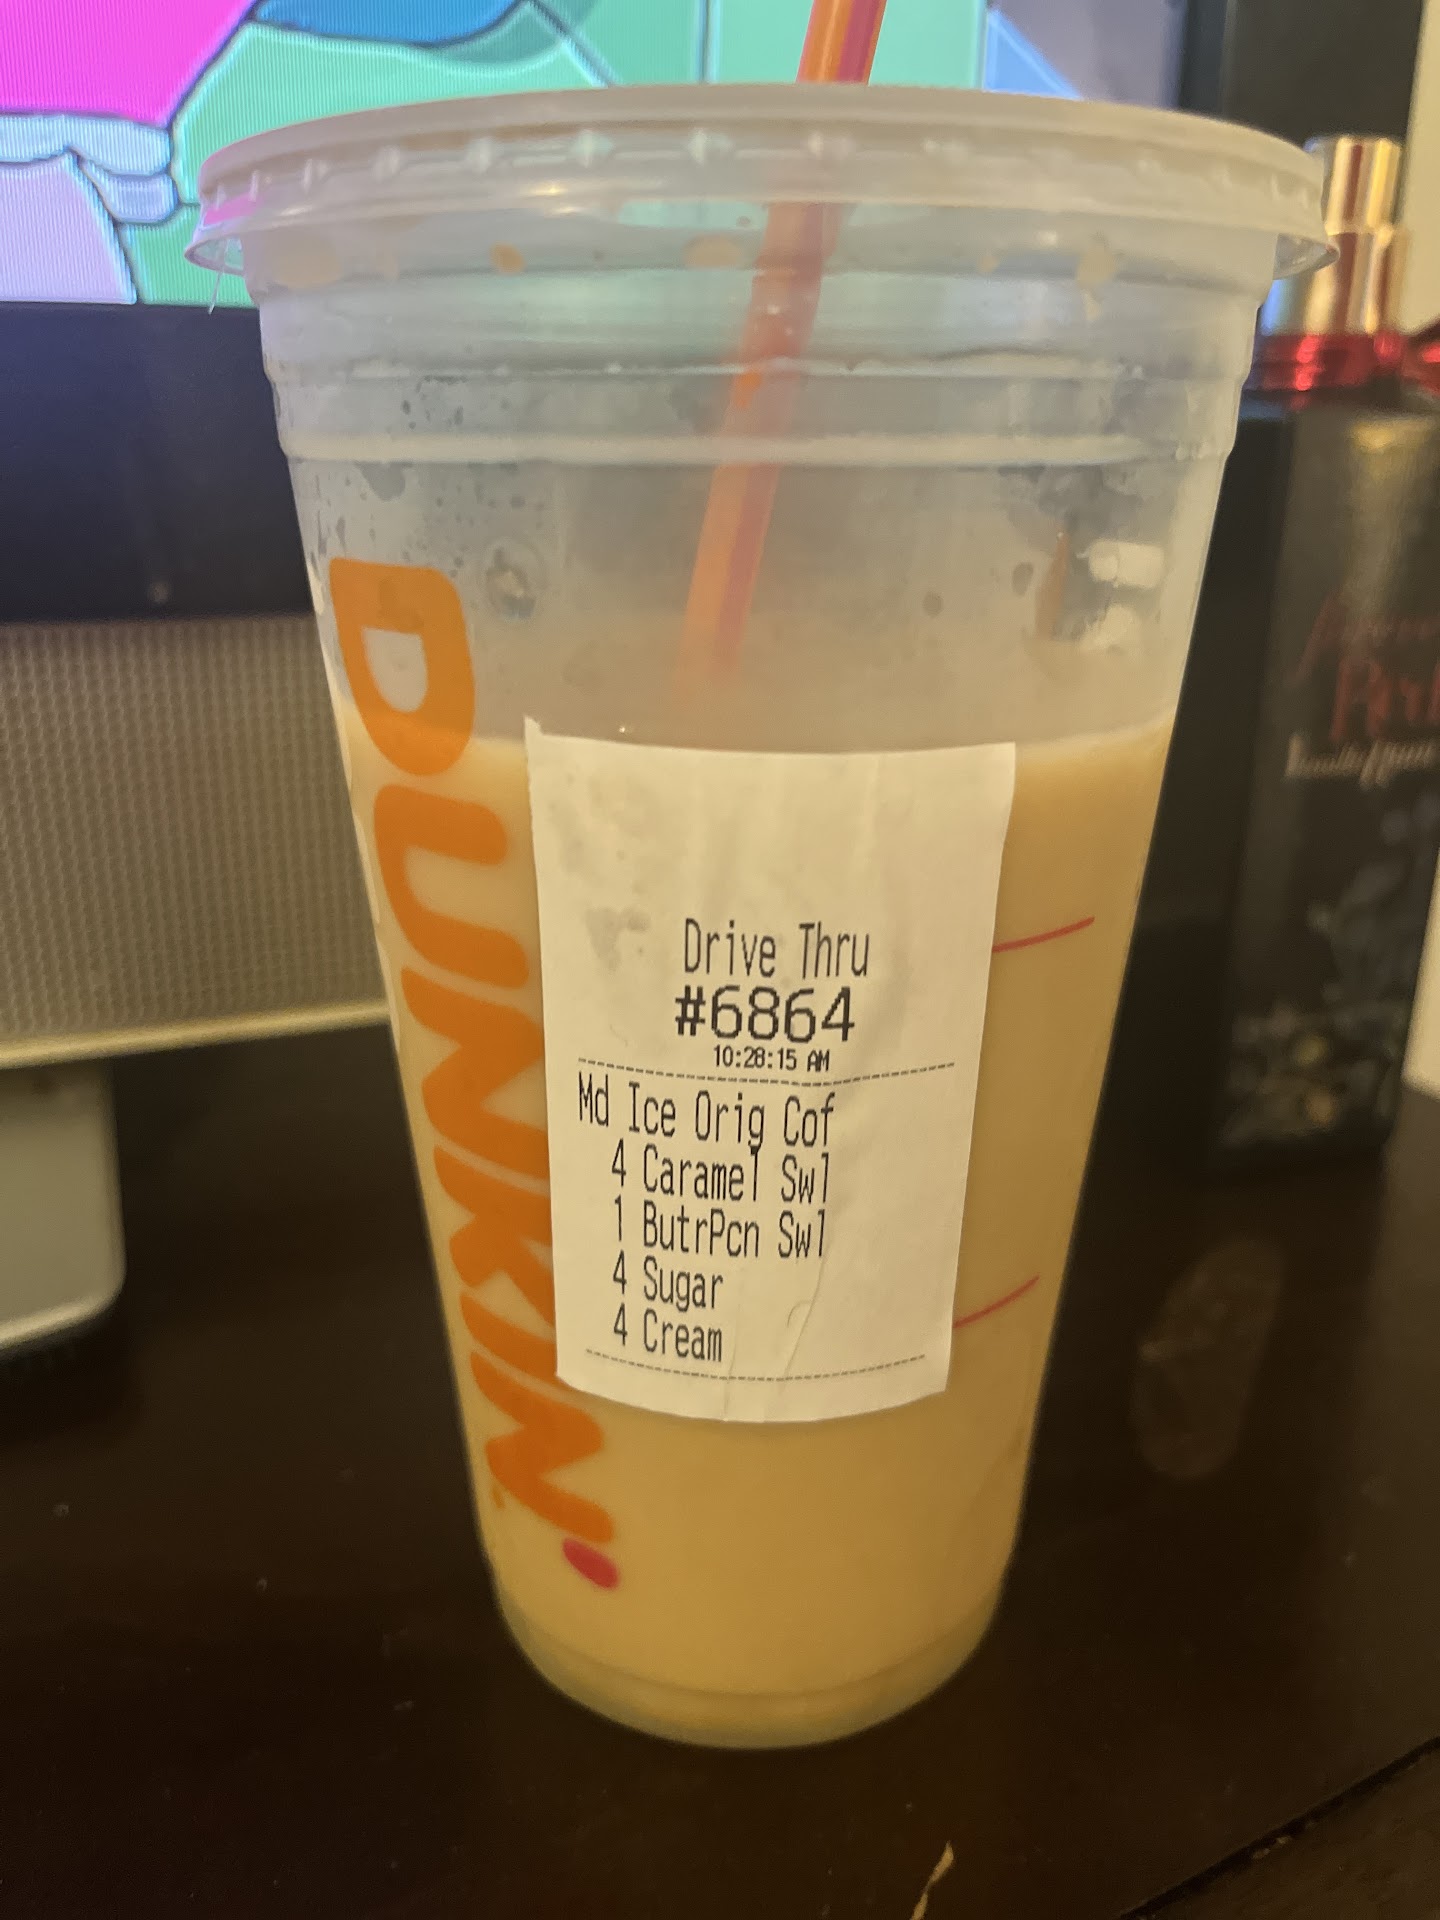 DUNKIN'
Drive Thru
#6864
10:28:15 AM
Md Ice Orig Cof
4 Caramel Swl
1 ButrPcn Swl
4 Sugar
4 Cream